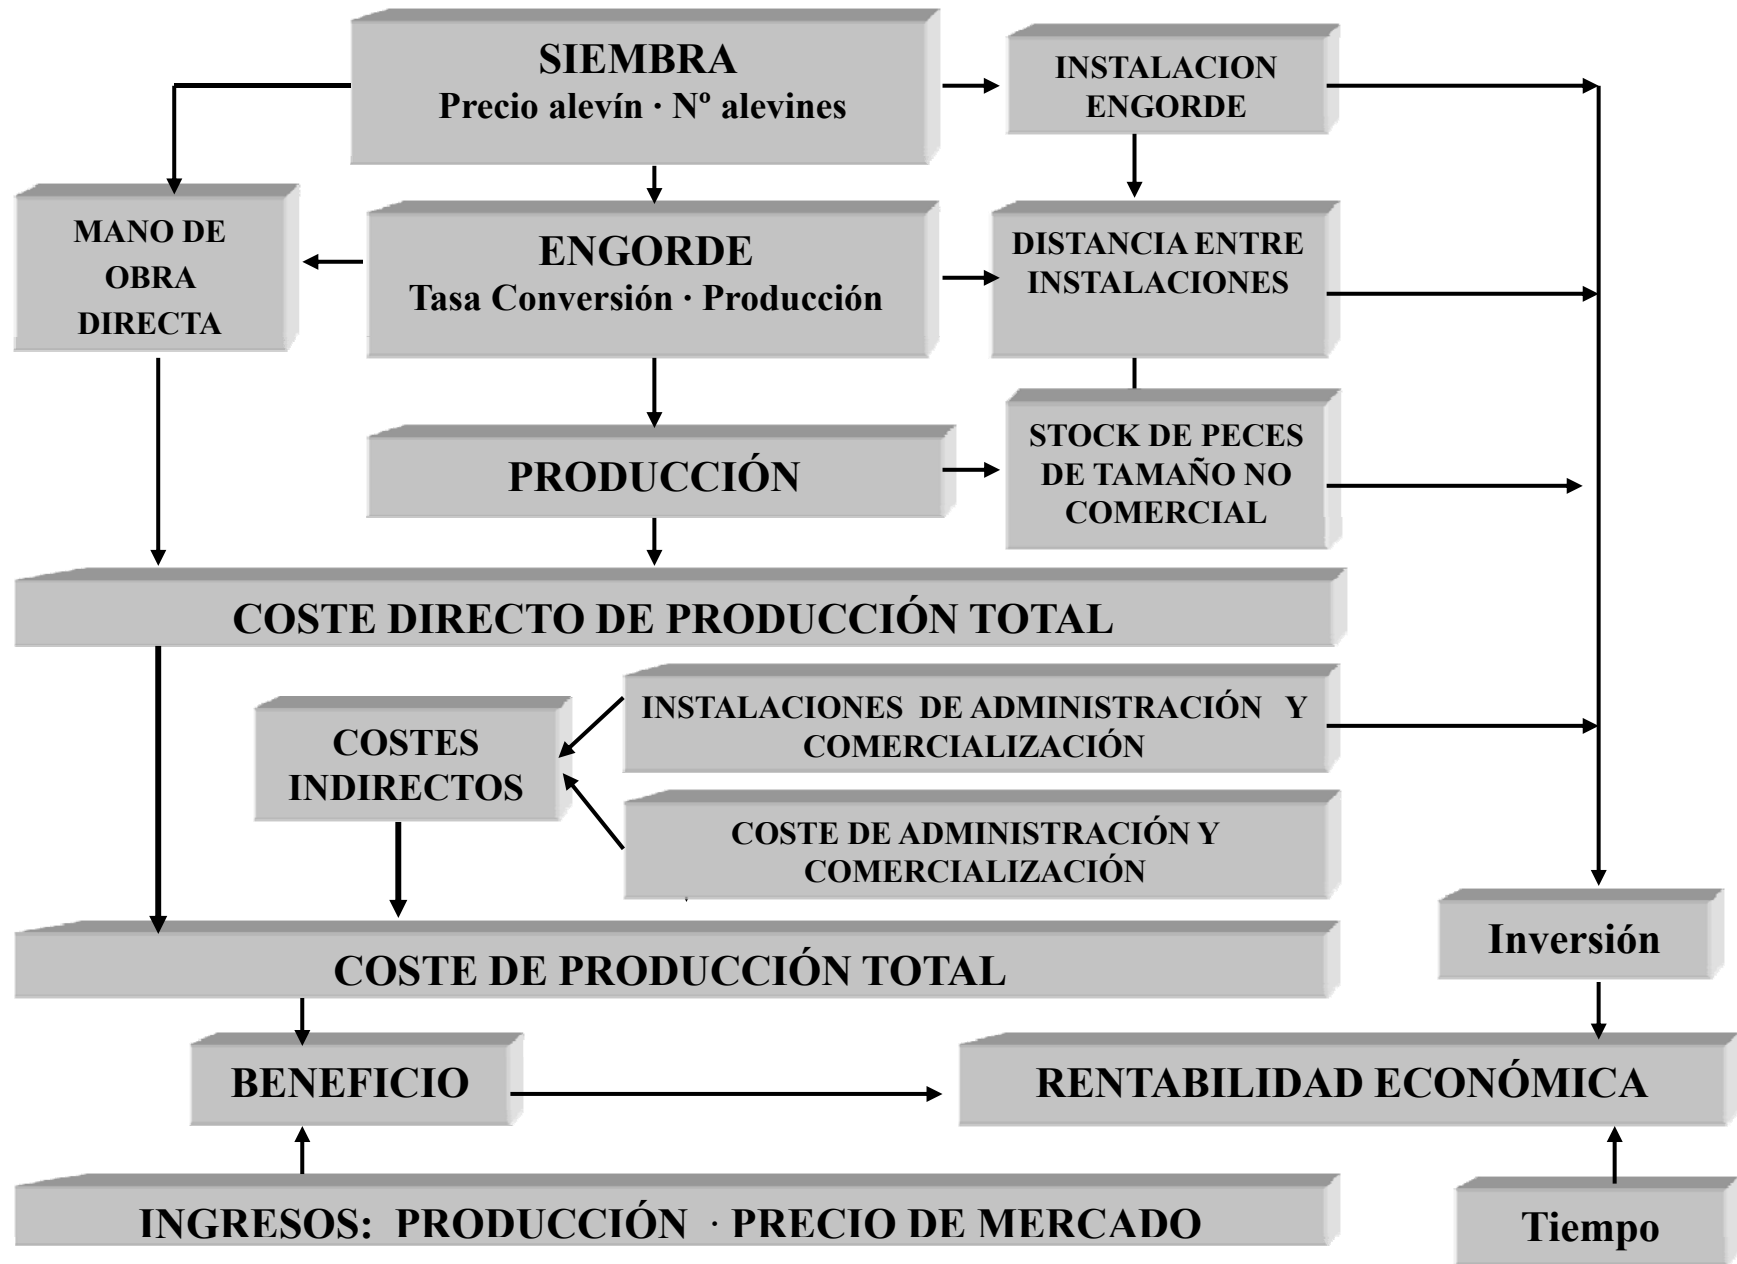 SIEMBRA
Precio alevín · Nº alevines
INSTALACION
ENGORDE
MANO DE
OBRA
DIRECTA
ENGORDE
Tasa Conversión · Producción
DISTANCIA ENTRE
INSTALACIONES
PRODUCCIÓN
STOCK DE PECES
DE TAMAÑO NO
COMERCIAL
COSTE DIRECTO DE PRODUCCIÓN TOTAL
COSTES
INDIRECTOS
INSTALACIONES DE ADMINISTRACIÓN Y
COMERCIALIZACIÓN
COSTE DE ADMINISTRACIÓN Y
COMERCIALIZACIÓN
COSTE DE PRODUCCIÓN TOTAL
Inversión
BENEFICIO
RENTABILIDAD ECONÓMICA
INGRESOS: PRODUCCIÓN · PRECIO DE MERCADO
Tiempo